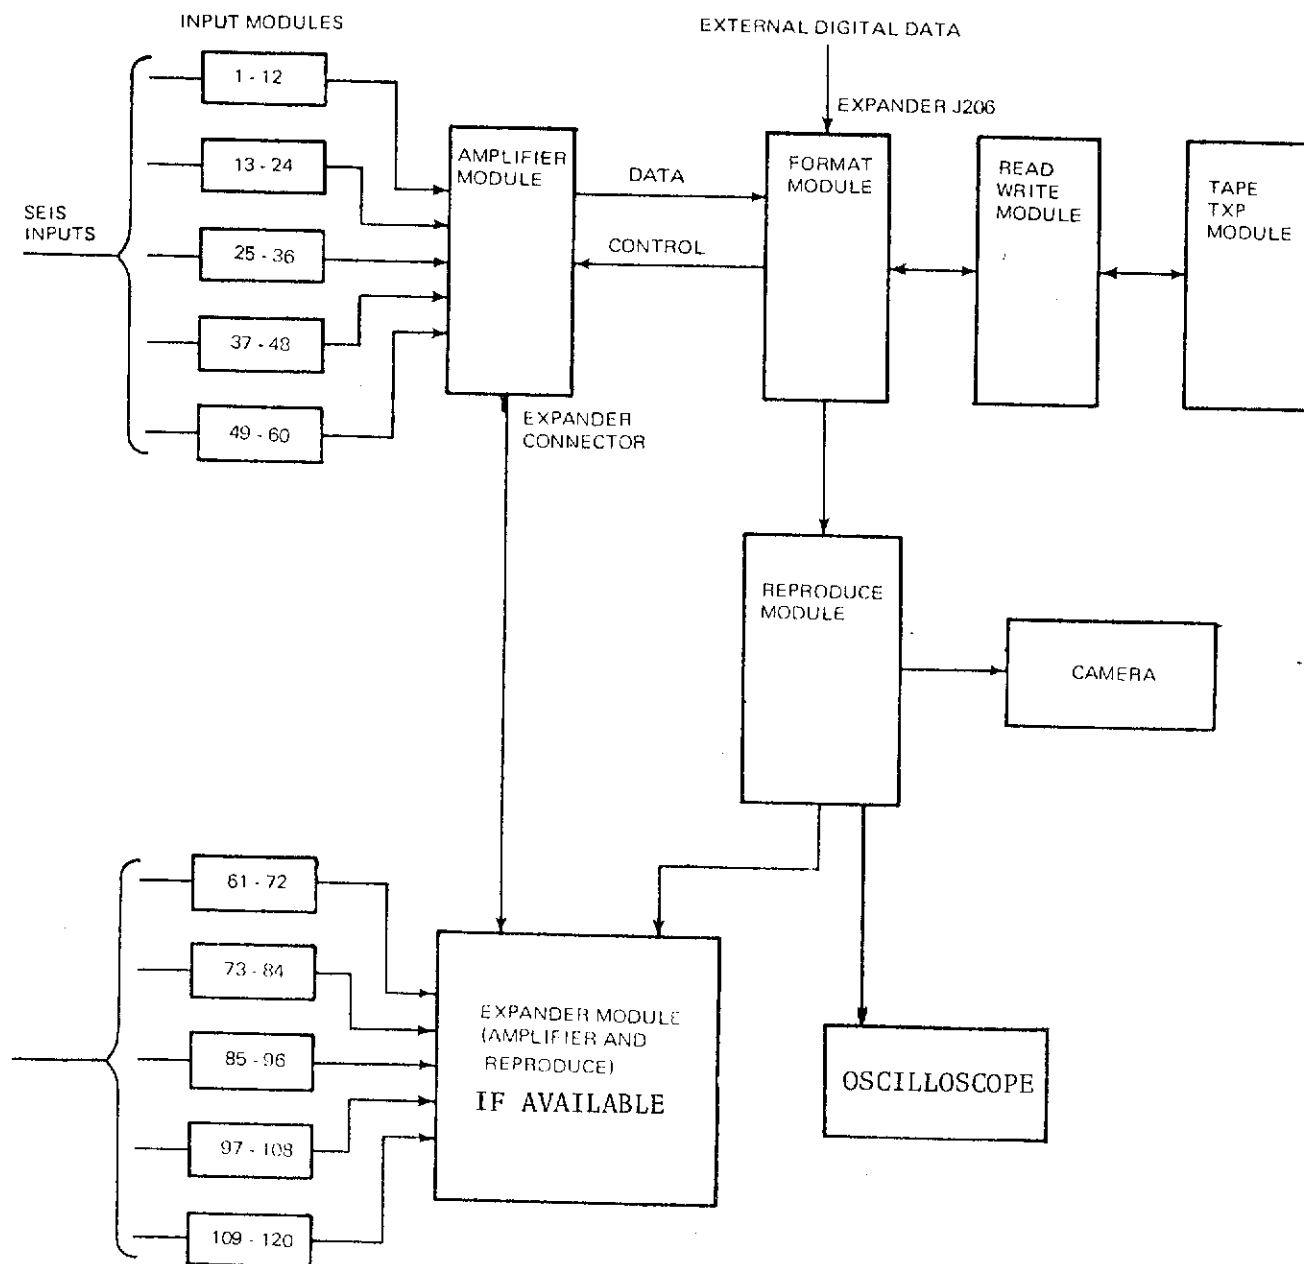 INPUT MODULES
EXTERNAL DIGITAL DATA
1 - 12
EXPANDER J206
13 - 24
AMPLIFIER
MODULE
DATA
FORMAT
MODULE
READ
WRITE
MODULE
TAPE
TXP
MODULE
SEIS
INPUTS
25 - 36
CONTROL
37 - 48
49 - 60
EXPANDER
CONNECTOR
REPRODUCE
MODULE
CAMERA
61 - 72
73 - 84
85 - 96
97 - 108
109 - 120
EXPANDER MODULE
(AMPLIFIER AND
REPRODUCE)
IF AVAILABLE
OSCILLOSCOPE